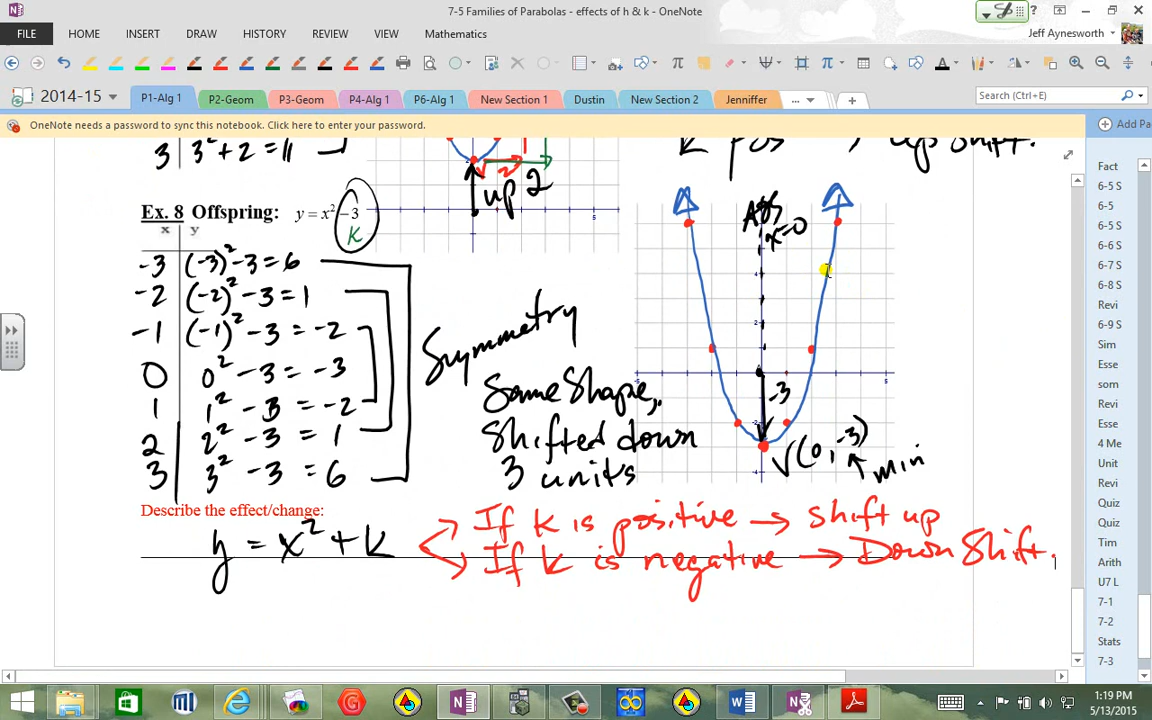 7-5 Families of Parabolas - effects of h & k - OneNote
FILE HOME INSERT DRAW HISTORY REVIEW VIEW Mathematics
Jeff Aynesworth
2014-15 P1-Alg 1 P2-Geom P3-Geom P4-Alg 1 P6-Alg 1 New Section 1 Dustin New Section 2 Jenniffer ...
Search (Ctrl+E)
OneNote needs a password to sync this notebook. Click here to enter your password.
Add Pa
3 3²+2=11
up 2
5
K pos → up shift.
Ex. 8 Offspring: y = x² -3
K
x y
-3 (-3)²-3=6
-2 (-2)²-3=1
-1 (-1)²-3=-2
0 0²-3=-3
1 1²-3=-2
2 2²-3=1
3 3²-3=6
Symmetry
Same Shape,
Shifted down
3 units
AOS
x=0
4
2
5
-3
-2
-4
V(0,-3)
↑ min
Describe the effect/change:
y = x² + k
If k is positive → shift up
If k is negative → Down Shift.
Fact
6-5 S
6-5
6-5 S
6-6 S
6-7 S
6-8 S
Revi
6-9 S
Sim
Esse
som
Revi
Esse
4 Me
Unit
Revi
Quiz
Quiz
Tim
Arith
U7 L
7-1
7-2
Stats
7-3
1:19 PM
5/13/2015